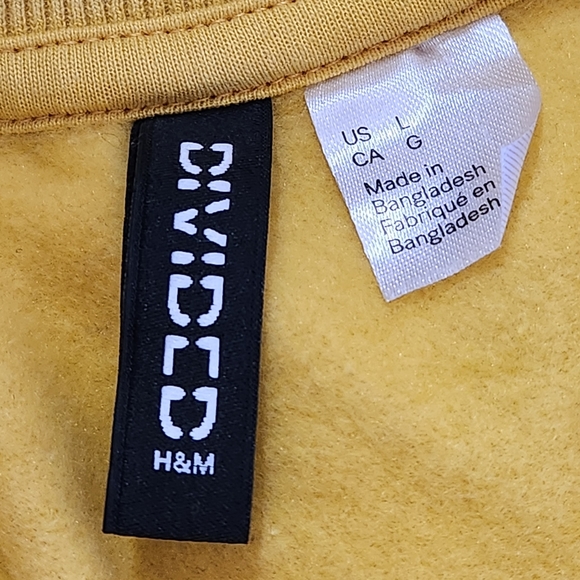 DIVIDED
H&M
US L
CA G
Made in
Bangladesh
Fabriqué en
Bangladesh